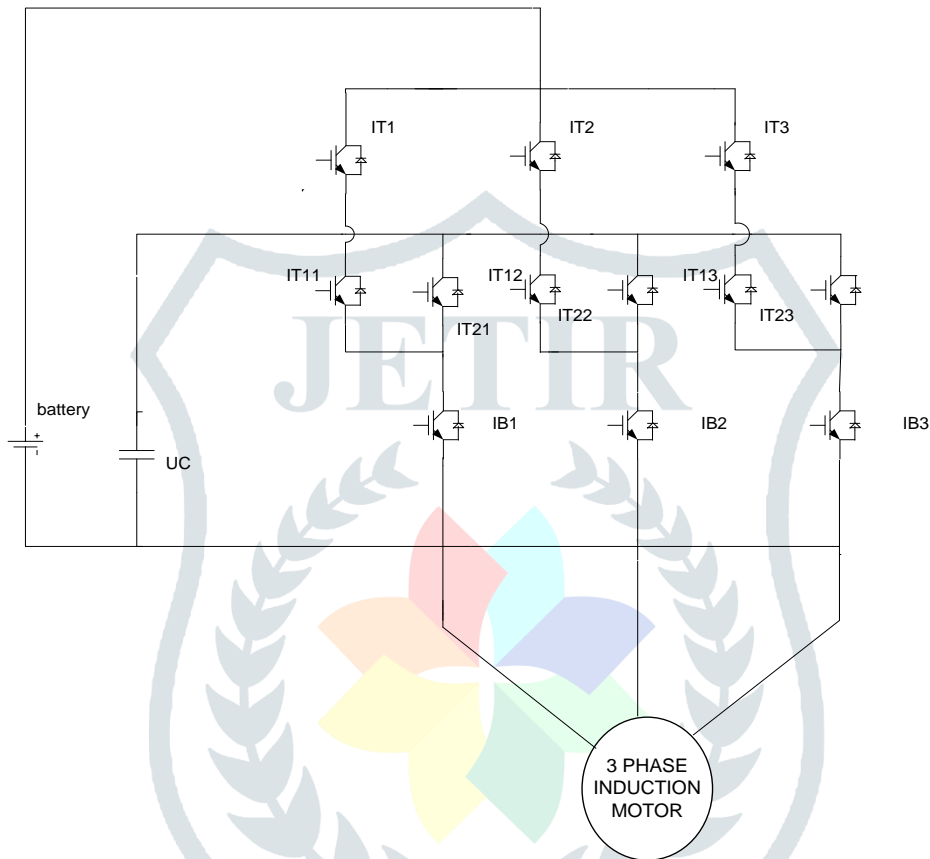 IT1
IT2
IT3
IT11
IT12
IT13
IT21
IT22
IT23
JETIR
battery
+
-
IB1
IB2
IB3
UC
3 PHASE
INDUCTION
MOTOR